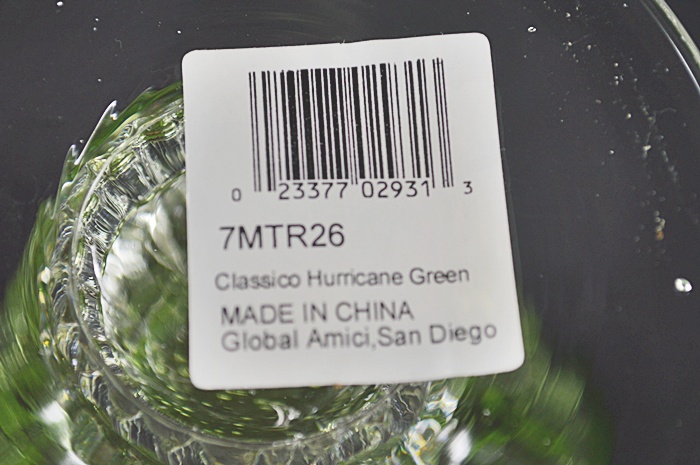 0 23377 02931 3
7MTR26
Classico Hurricane Green
MADE IN CHINA
Global Amici,San Diego